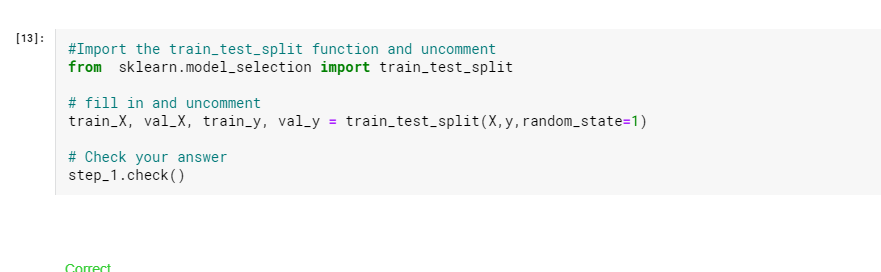 [13]:
#Import the train_test_split function and uncomment
from  sklearn.model_selection import train_test_split
# fill in and uncomment
train_X, val_X, train_y, val_y = train_test_split(X,y,random_state=1)
# Check your answer
step_1.check()
Correct